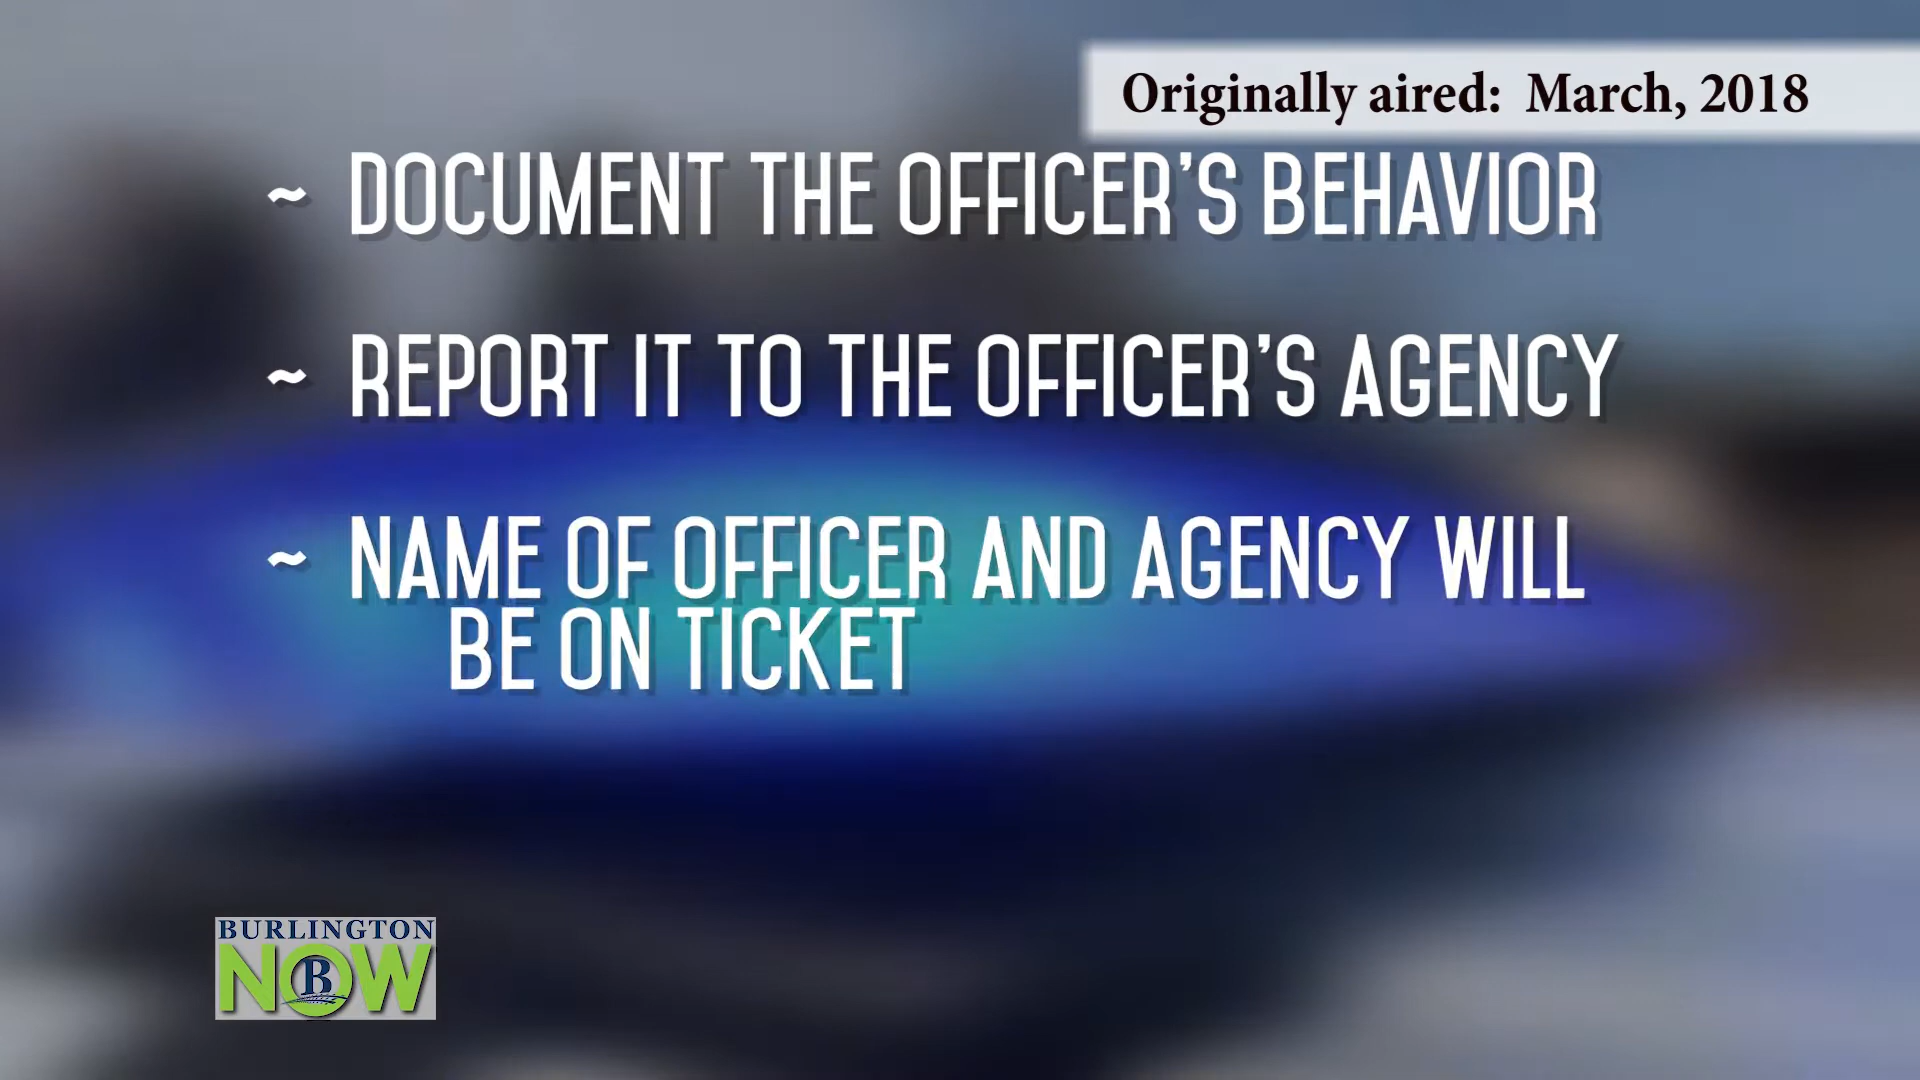 Originally aired: March, 2018
~ DOCUMENT THE OFFICER'S BEHAVIOR
~ REPORT IT TO THE OFFICER'S AGENCY
~ NAME OF OFFICER AND AGENCY WILL
BE ON TICKET
BURLINGTON
NOW
B